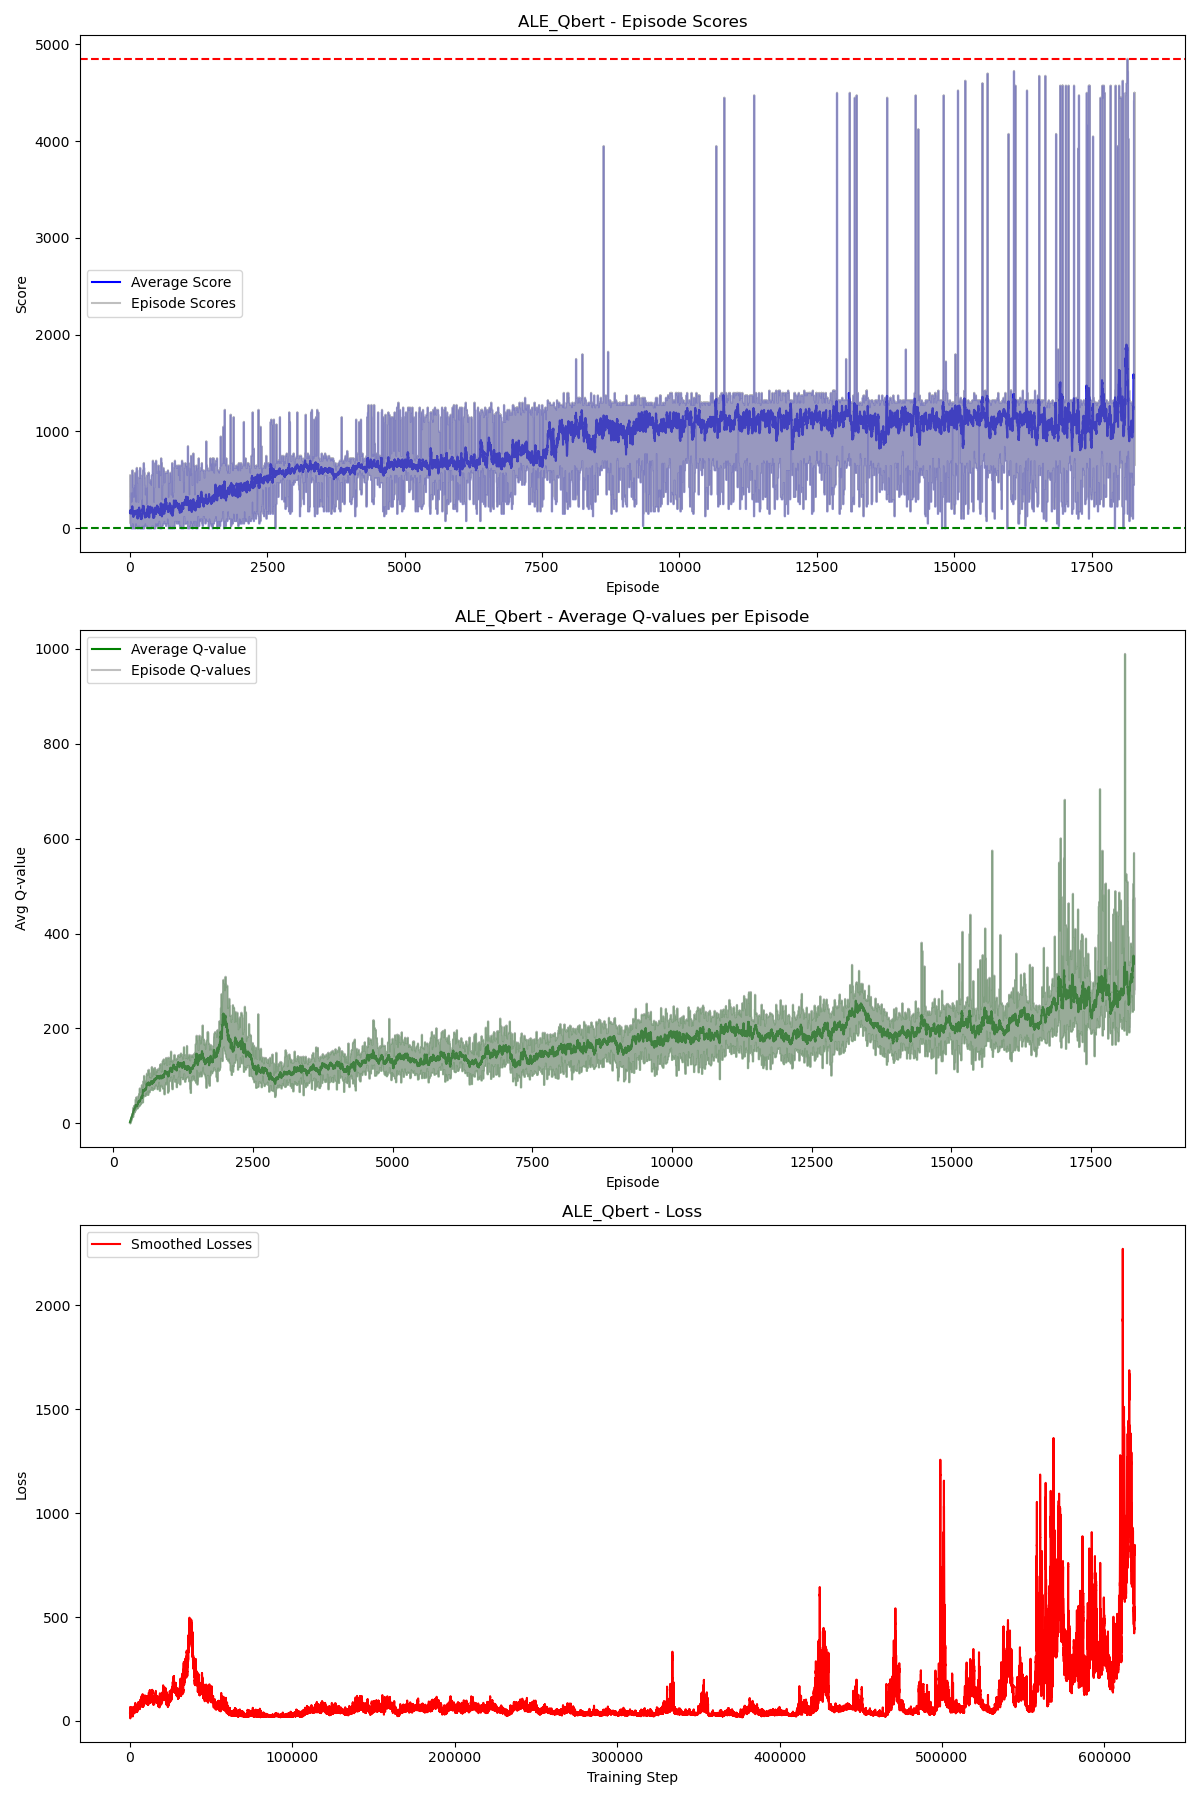 ALE_Qbert - Episode Scores
5000
4000
3000
2000
1000
0
Score
Average Score
Episode Scores
0 2500 5000 7500 10000 12500 15000 17500
Episode
ALE_Qbert - Average Q-values per Episode
1000
800
600
400
200
0
Avg Q-value
Average Q-value
Episode Q-values
0 2500 5000 7500 10000 12500 15000 17500
Episode
ALE_Qbert - Loss
2000
1500
1000
500
0
Loss
Smoothed Losses
0 100000 200000 300000 400000 500000 600000
Training Step